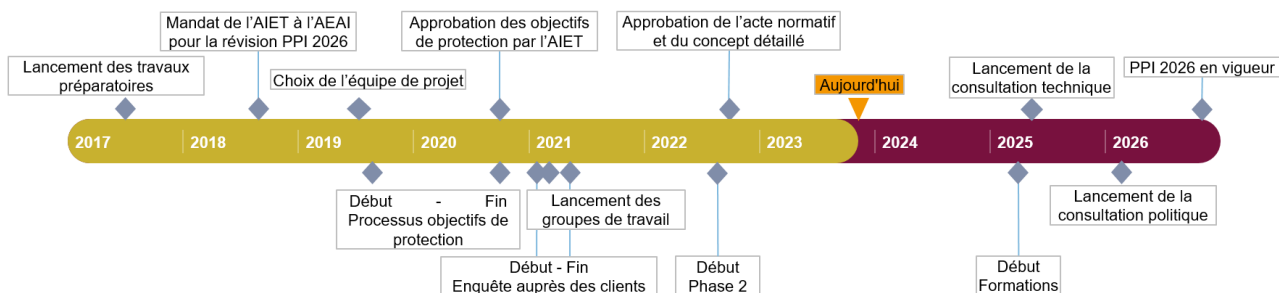 Mandat de l'AIET à l'AEAI
pour la révision PPI 2026
Approbation des objectifs
de protection par l'AIET
Approbation de l'acte normatif
et du concept détaillé
Lancement des travaux
préparatoires
Choix de l'équipe de projet
Aujourd'hui
Lancement de la
consultation technique
PPI 2026 en vigueur
2017 2018 2019 2020 2021 2022 2023 2024 2025 2026
Début - Fin
Processus objectifs de
protection
Lancement des
groupes de travail
Lancement de la
consultation politique
Début - Fin
Enquête auprès des clients
Début
Phase 2
Début
Formations